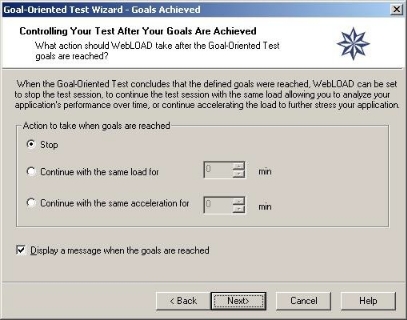 Goal-Oriented Test Wizard - Goals Achieved
Controlling Your Test After Your Goals Are Achieved
What action should WebLOAD take after the Goal-Oriented Test
goals are reached?
When the Goal-Oriented Test concludes that the defined goals were reached, WebLOAD can be set
to stop the test session, to continue the test session with the same load allowing you to analyze your
application's performance over time, or continue accelerating the load to further stress your application.
Action to take when goals are reached
Stop
Continue with the same load for 0 min
Continue with the same acceleration for 0 min
Display a message when the goals are reached
< Back Next> Cancel Help